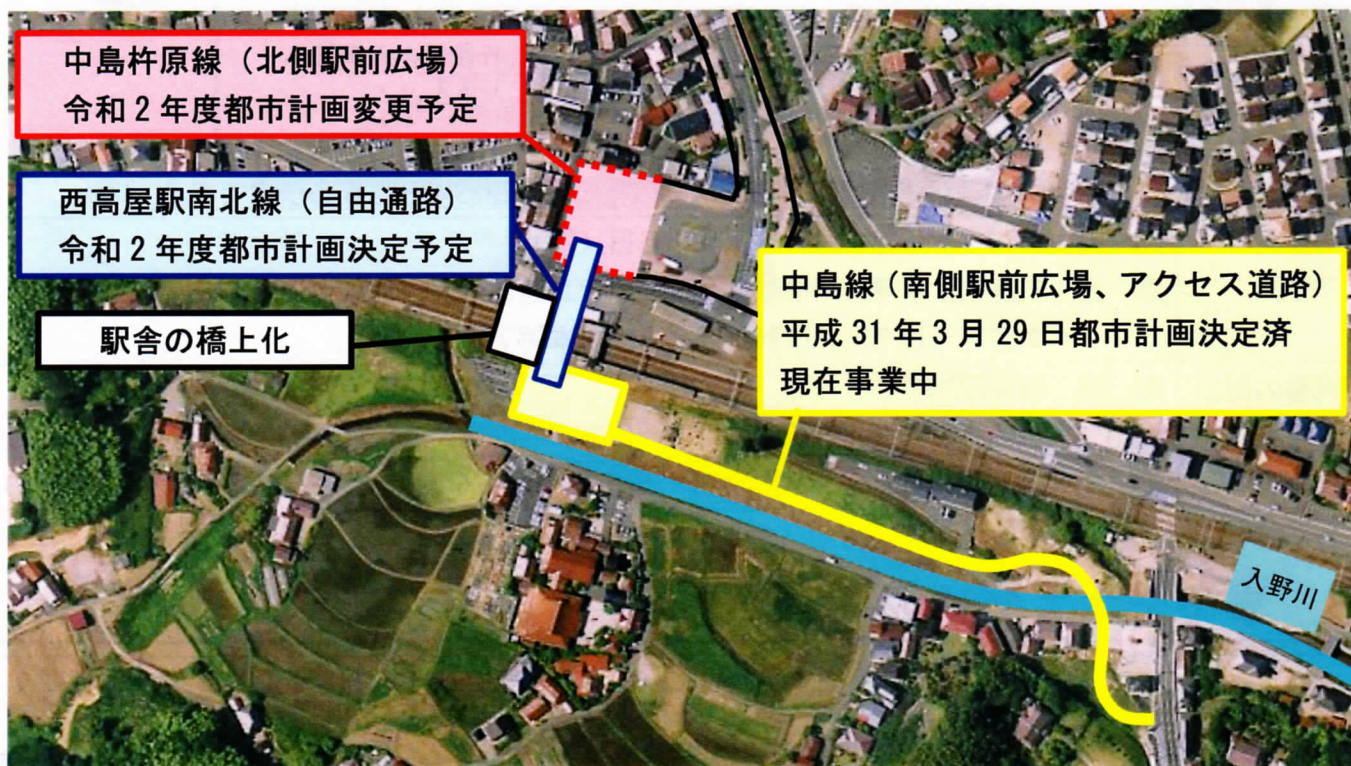 中島杵原線（北側駅前広場）
令和２年度都市計画変更予定
西高屋駅南北線（自由通路）
令和２年度都市計画決定予定
駅舎の橋上化
中島線（南側駅前広場、アクセス道路）
平成 31 年 3 月 29 日都市計画決定済
現在事業中
入野川